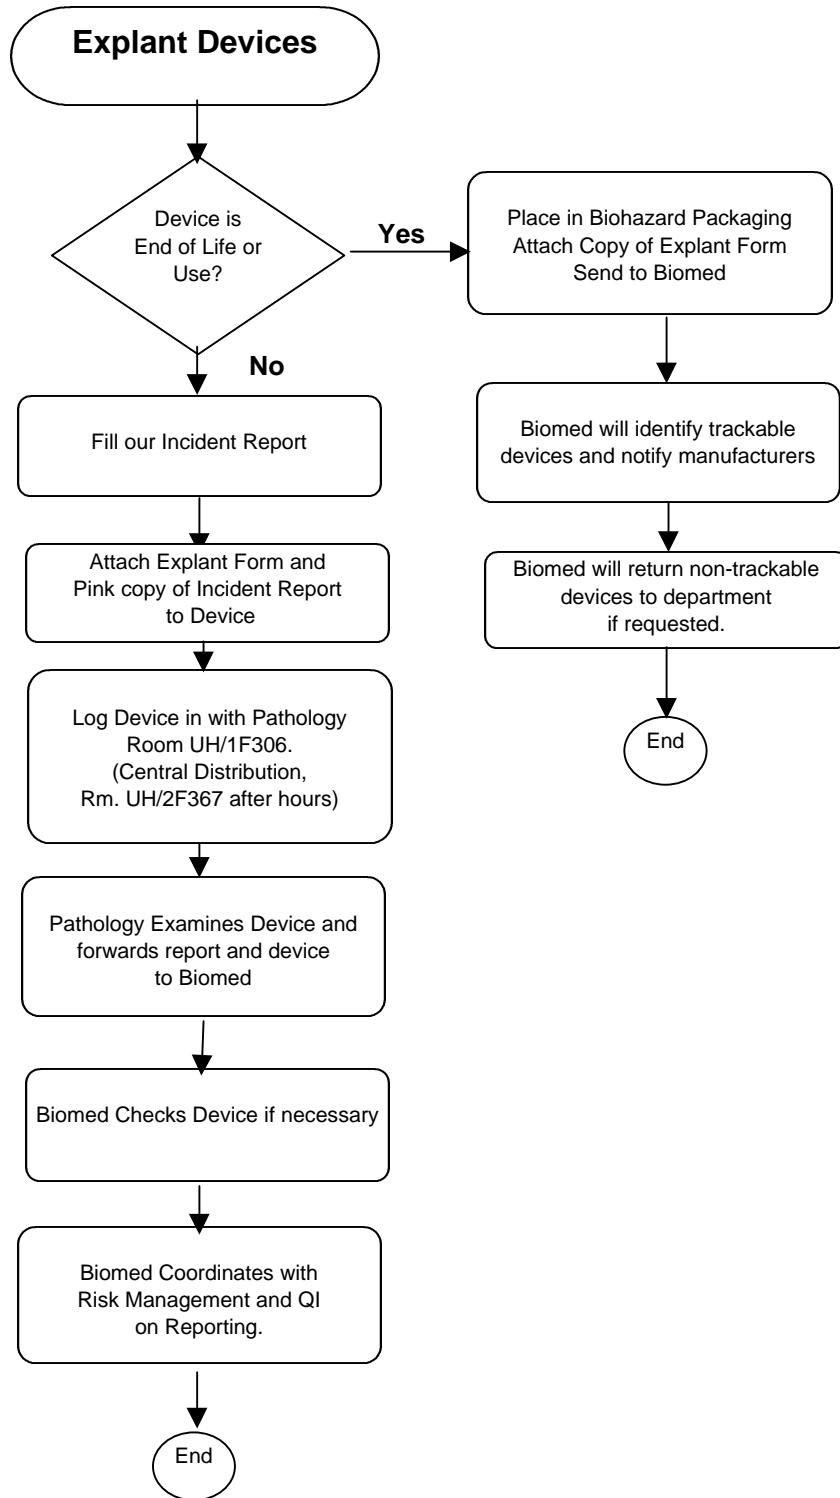 Explant Devices
Device is
End of Life or
Use?
Yes
Place in Biohazard Packaging
Attach Copy of Explant Form
Send to Biomed
Biomed will identify trackable
devices and notify manufacturers
Biomed will return non-trackable
devices to department
if requested.
End
No
Fill our Incident Report
Attach Explant Form and
Pink copy of Incident Report
to Device
Log Device in with Pathology
Room UH/1F306.
(Central Distribution,
Rm. UH/2F367 after hours)
Pathology Examines Device and
forwards report and device
to Biomed
Biomed Checks Device if necessary
Biomed Coordinates with
Risk Management and QI
on Reporting.
End